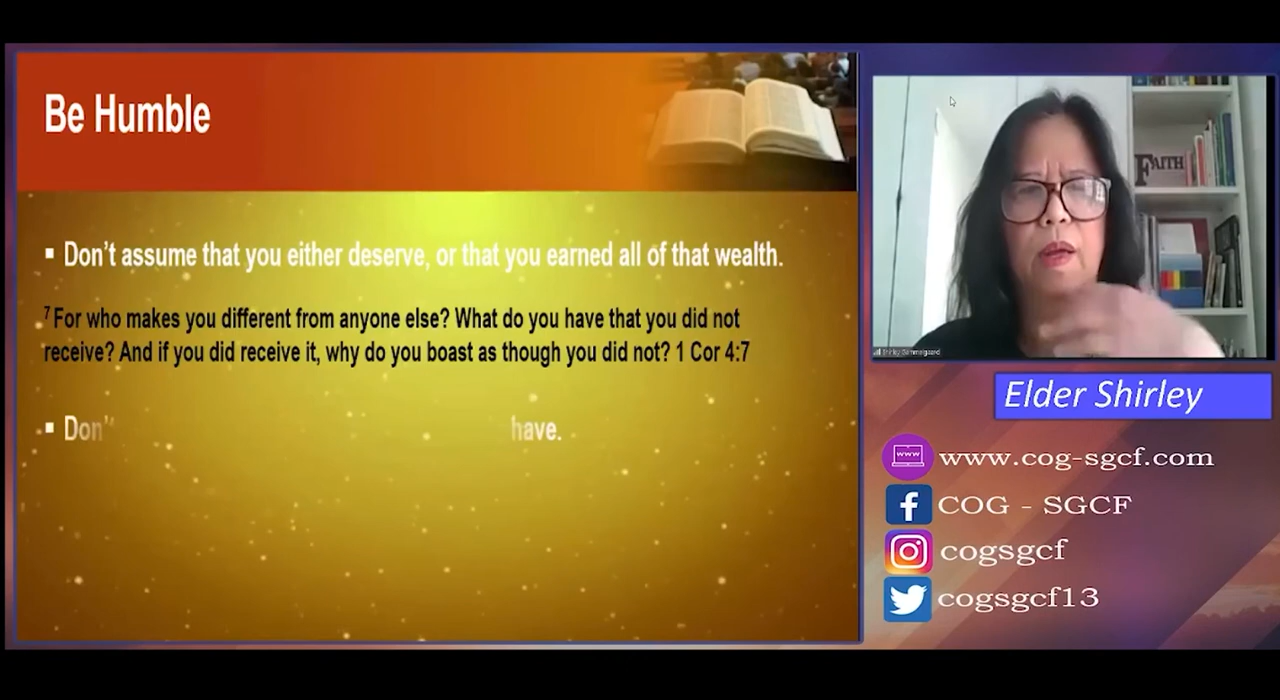 Be Humble
▪ Don't assume that you either deserve, or that you earned all of that wealth.
7 For who makes you different from anyone else? What do you have that you did not
receive? And if you did receive it, why do you boast as though you did not? 1 Cor 4:7
▪ Don' have.
FAITH
Elder Shirley
www
www.cog-sgcf.com
COG - SGCF
cogsgcf
cogsgcf13